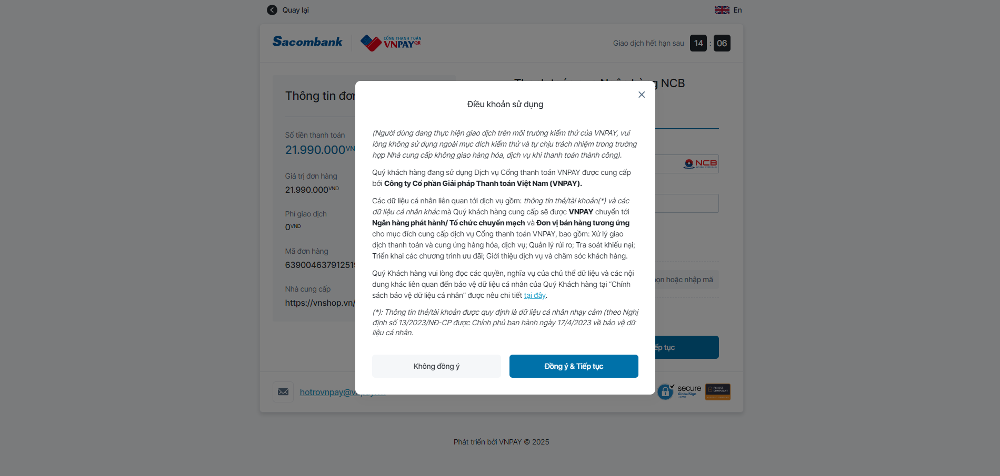 Quay lại
En
Sacombank
CỔNG THANH TOÁN
VNPAYQR
Giao dịch hết hạn sau 14 : 06
NCB
Thông tin
Điều khoản sử dụng
(Người dùng đang thực hiện giao dịch trên môi trường kiểm thử của VNPAY, vui
lòng không sử dụng ngoài mục đích kiểm thử và tự chịu trách nhiệm trong trường
hợp Nhà cung cấp không giao hàng hóa, dịch vụ khi thanh toán thành công).
Quý khách hàng đang sử dụng Dịch vụ Cổng thanh toán VNPAY được cung cấp
bởi Công ty Cổ phần Giải pháp Thanh toán Việt Nam (VNPAY).
Các dữ liệu cá nhân liên quan tới dịch vụ gồm: thông tin thẻ/tài khoản(*) và các
dữ liệu cá nhân khác mà Quý khách hàng cung cấp sẽ được VNPAY chuyển tới
Ngân hàng phát hành/ Tổ chức chuyển mạch và Đơn vị bán hàng tương ứng
cho mục đích cung cấp dịch vụ Cổng thanh toán VNPAY, bao gồm: Xử lý giao
dịch thanh toán và cung ứng hàng hóa, dịch vụ; Quản lý rủi ro; Tra soát khiếu nại;
Triển khai các chương trình ưu đãi; Giới thiệu dịch vụ và chăm sóc khách hàng.
Quý Khách hàng vui lòng đọc các quyền, nghĩa vụ của chủ thể dữ liệu và các nội
dung khác liên quan đến bảo vệ dữ liệu cá nhân của Quý Khách hàng tại “Chính
sách bảo vệ dữ liệu cá nhân” được nêu chi tiết tại đây.
(*): Thông tin thẻ/tài khoản được quy định là dữ liệu cá nhân nhạy cảm (theo Nghị
định số 13/2023/NĐ-CP được Chính phủ ban hành ngày 17/4/2023 về bảo vệ dữ
liệu cá nhân.
Không đồng ý
Đồng ý & Tiếp tục
Số tiền thanh toán
21.990.000VN
Giá trị đơn hàng
21.990.000VND
Phí giao dịch
0VND
Mã đơn hàng
639004637912519
Nhà cung cấp
https://vnshop.vn/
NCB
hoặc nhập mã
tục
hotrovnpay@
secure
GlobalSign
PCI DSS
COMPLIANT
Phát triển bởi VNPAY © 2025